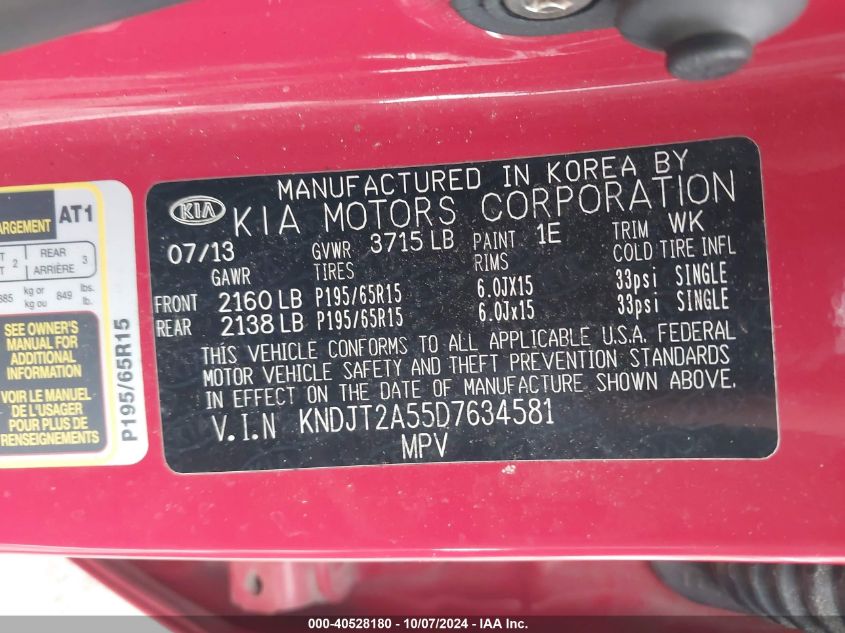 MANUFACTURED IN KOREA BY
KIA KIA MOTORS CORPORATION
07/13 GVWR 3715 LB PAINT 1E TRIM WK
GAWR TIRES RIMS COLD TIRE INFL
FRONT 2160 LB P195/65R15 6.0JX15 33psi SINGLE
REAR 2138 LB P195/65R15 6.0Jx15 33psi SINGLE
THIS VEHICLE CONFORMS TO ALL APPLICABLE U.S.A. FEDERAL
MOTOR VEHICLE SAFETY AND THEFT PREVENTION STANDARDS
IN EFFECT ON THE DATE OF MANUFACTURE SHOWN ABOVE.
V.I.N KNDJT2A55D7634581
MPV
ARGEMENT AT1
2 REAR 3
ARRIÈRE
385 kg or 849 lbs.
kg ou lb.
SEE OWNER'S
MANUAL FOR
ADDITIONAL
INFORMATION
VOIR LE MANUEL
DE L'USAGER
POUR PLUS DE
RENSEIGNEMENTS
P195/65R15
000-40528180 - 10/07/2024 - IAA Inc.